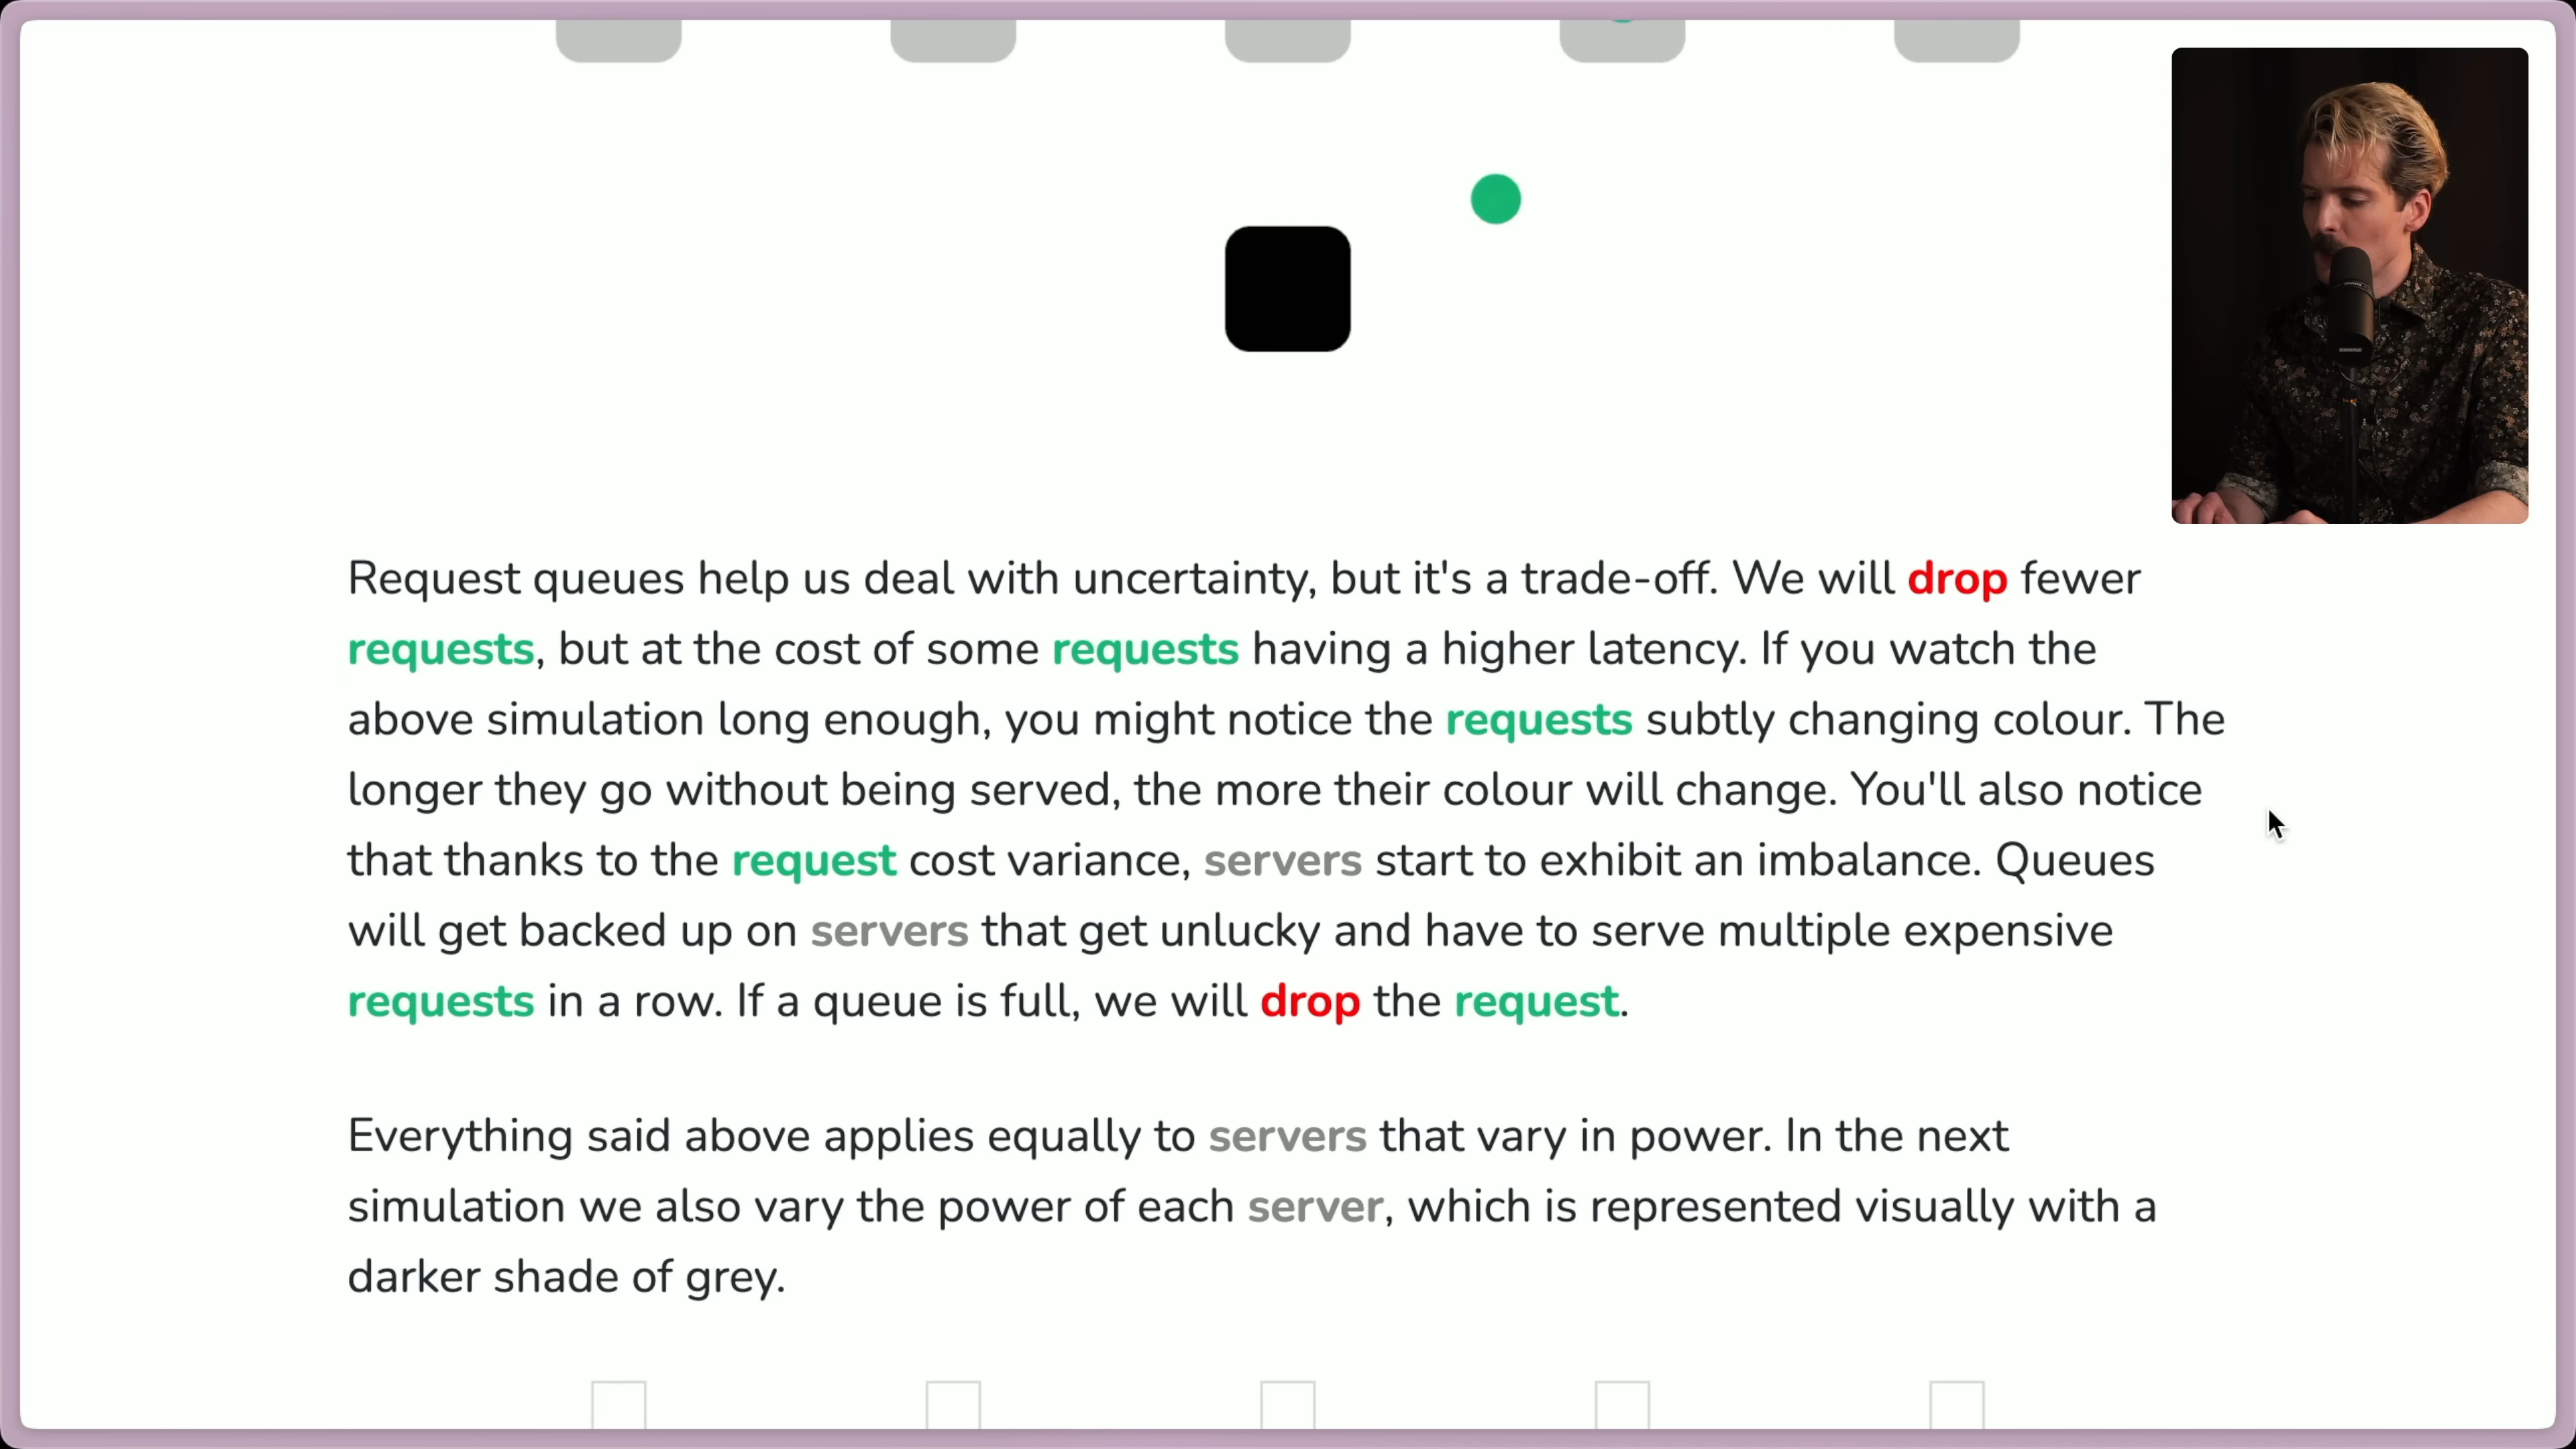 Request queues help us deal with uncertainty, but it's a trade-off. We will drop fewer
requests, but at the cost of some requests having a higher latency. If you watch the
above simulation long enough, you might notice the requests subtly changing colour. The
longer they go without being served, the more their colour will change. You'll also notice
that thanks to the request cost variance, servers start to exhibit an imbalance. Queues
will get backed up on servers that get unlucky and have to serve multiple expensive
requests in a row. If a queue is full, we will drop the request.
Everything said above applies equally to servers that vary in power. In the next
simulation we also vary the power of each server, which is represented visually with a
darker shade of grey.